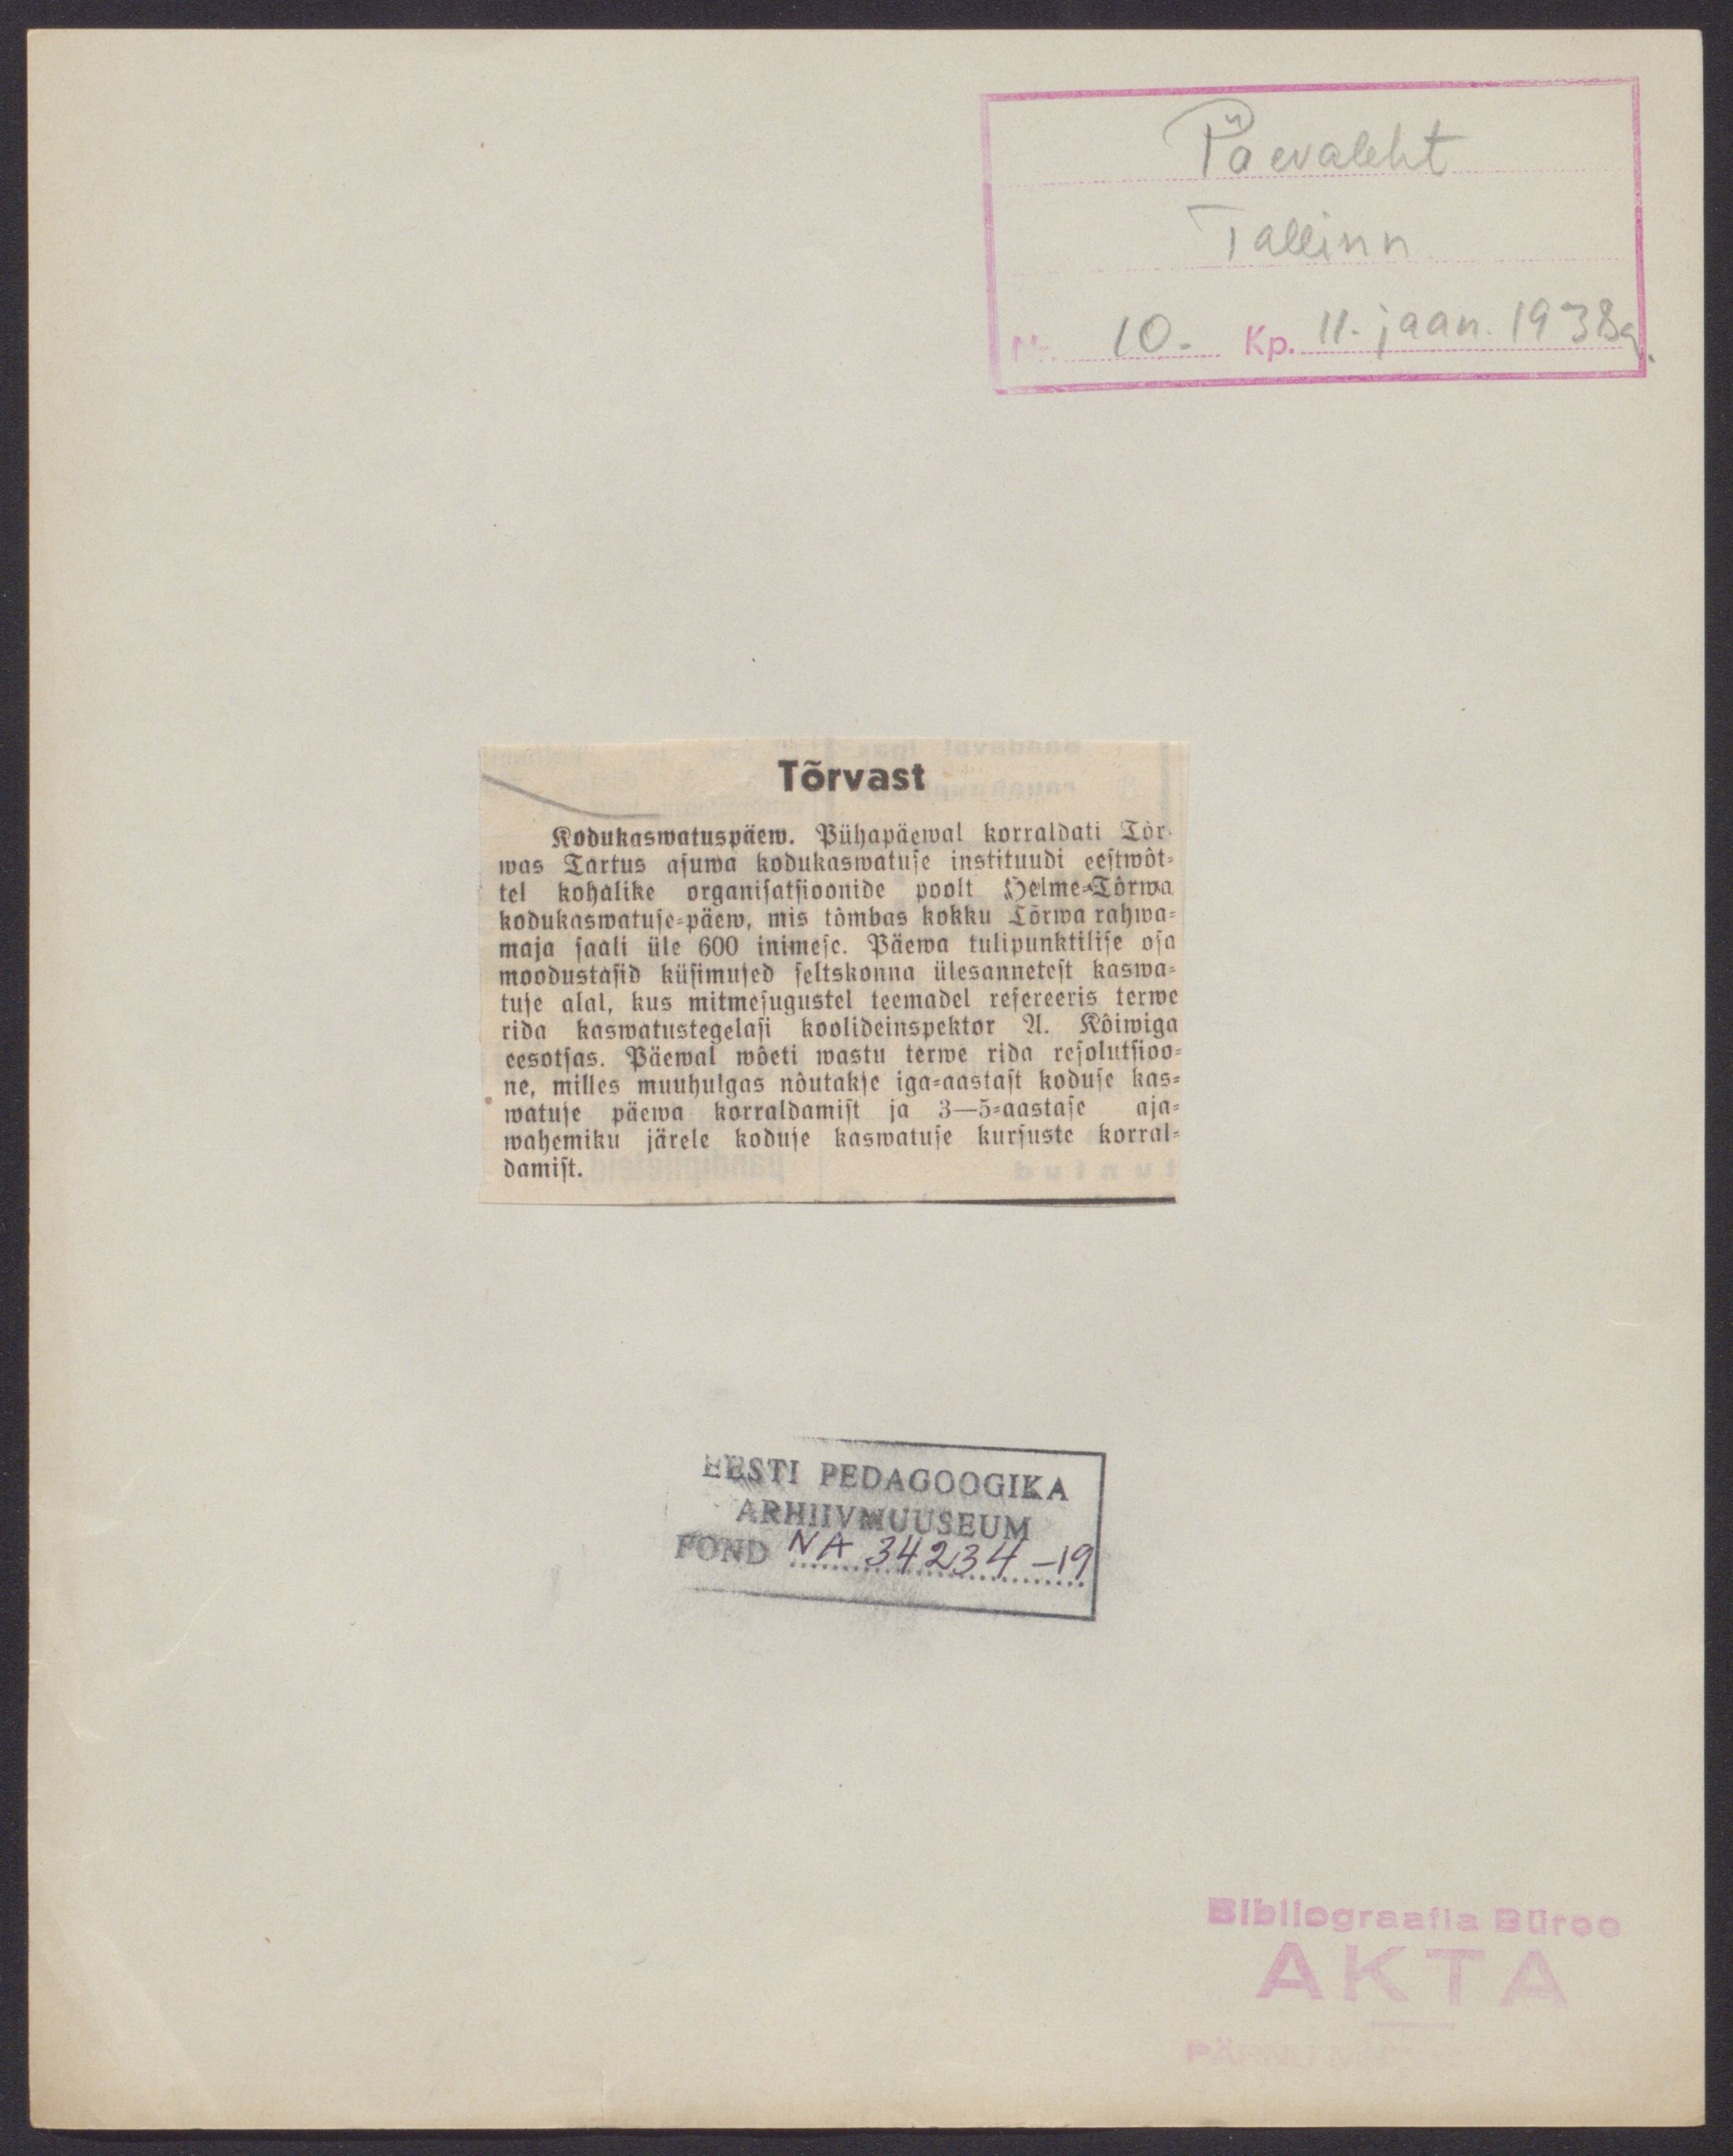 Päevaleht
Tallinn
Nr. 10. Kp. 11. jaan. 1938 g.
Tõrvast
Kodukaswatuspäew. Pühapäewal korraldati Tõr-
was Tartus asuwa kodukaswatuse instituudi eestwõt-
tel kohalike organisatsioonide poolt Helme-Tõrwa
kodukaswatuse-päew, mis tõmbas kokku Tõrwa rahwa-
maja saali üle 600 inimese. Päewa tulipunktilise osa
moodustasid küsimused seltskonna ülesannetest kaswa-
tuse alal, kus mitmesugustel teemadel refereeris terwe
rida kaswatustegelasi koolideinspektor A. Kõiwiga
eesotsas. Päewal wõeti wastu terwe rida resolutsioo-
ne, milles muuhulgas nõutakse iga-aastast koduse kas-
watuse päewa korraldamist ja 3—5-aastase aja-
wahemiku järele koduse kaswatuse kursuste korral-
damist.
EESTI PEDAGOOGIKA
ARHIIVMUUSEUM
FOND NA 34234-19
Bibliograafia Büroo
AKTA